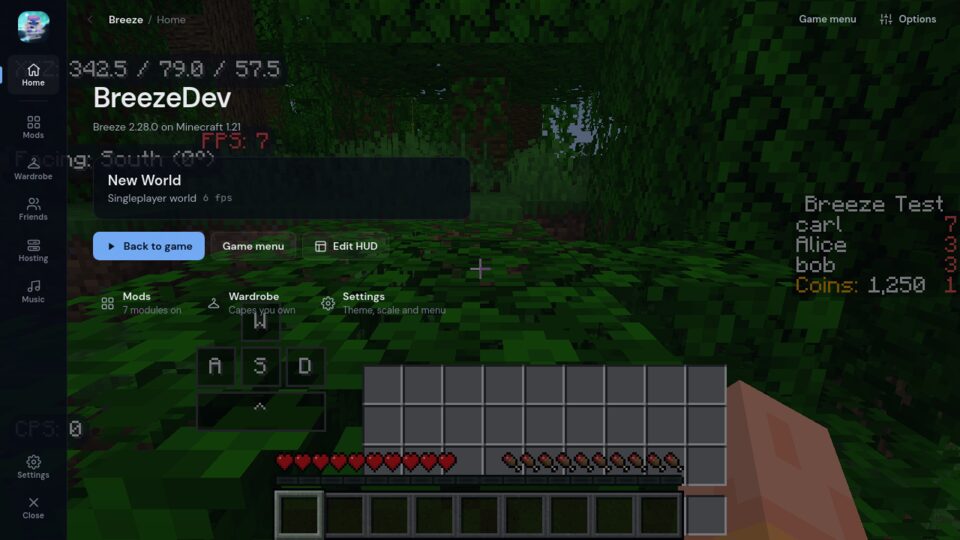 Breeze / Home
Game menu
Options
Home
XYZ: 342.5 / 79.0 / 57.5
BreezeDev
Breeze 2.28.0 on Minecraft 1.21
FPS: 7
Mods
Facing: South (0°)
Wardrobe
New World
Singleplayer world 6 fps
Friends
Breeze Test
carl 7
Alice 3
bob 3
Coins: 1,250 1
Hosting
Back to game
Game menu
Edit HUD
Music
Mods
7 modules on
Wardrobe
Capes you own
Settings
Theme, scale and menu
W
A
S
D
^
CPS: 0
Settings
Close